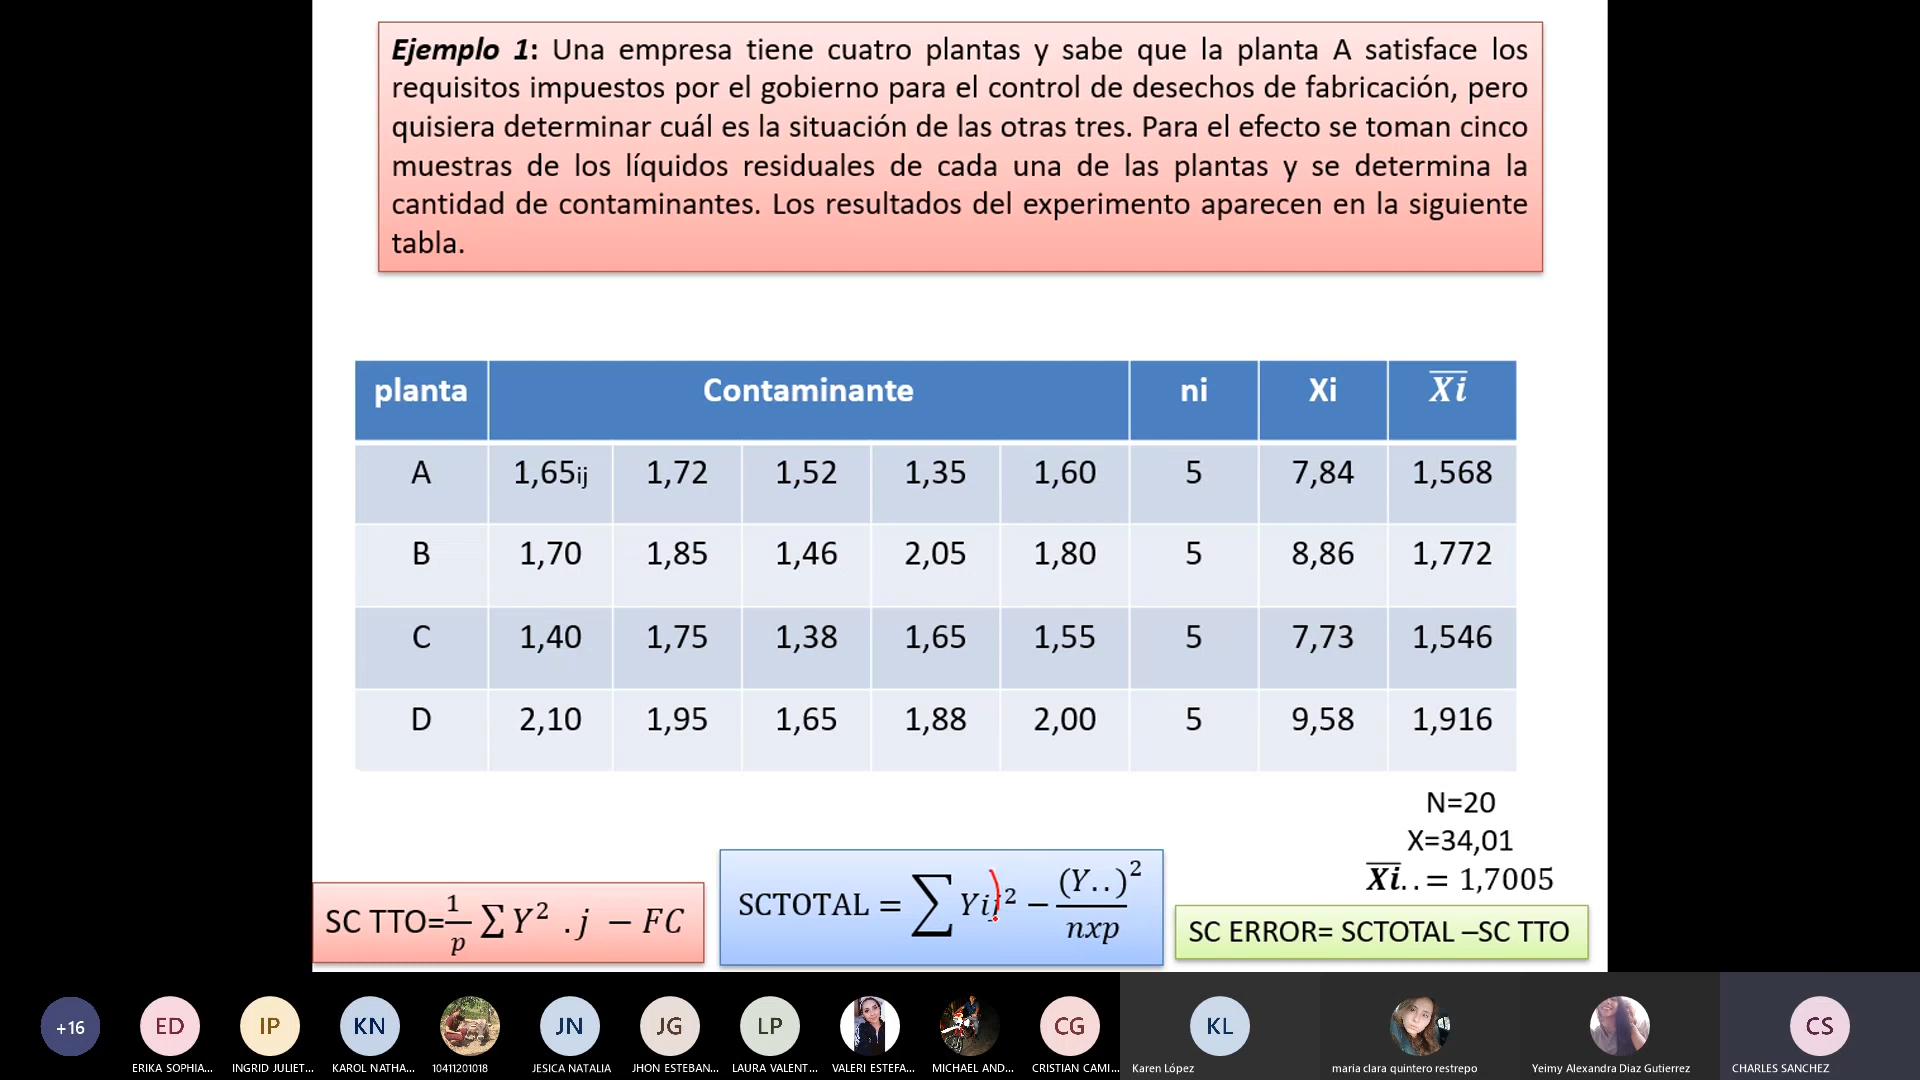 Ejemplo 1: Una empresa tiene cuatro plantas y sabe que la planta A satisface los
requisitos impuestos por el gobierno para el control de desechos de fabricación, pero
quisiera determinar cuál es la situación de las otras tres. Para el efecto se toman cinco
muestras de los líquidos residuales de cada una de las plantas y se determina la
cantidad de contaminantes. Los resultados del experimento aparecen en la siguiente
tabla.
planta Contaminante ni Xi X̅i̅
A 1,65ij 1,72 1,52 1,35 1,60 5 7,84 1,568
B 1,70 1,85 1,46 2,05 1,80 5 8,86 1,772
C 1,40 1,75 1,38 1,65 1,55 5 7,73 1,546
D 2,10 1,95 1,65 1,88 2,00 5 9,58 1,916
N=20
X=34,01
X̅i̅.. = 1,7005
SC TTO=1/p ∑ Y² .j − FC
SCTOTAL = ∑ Yij² − (Y..)²/nxp
SC ERROR= SCTOTAL –SC TTO
+16 ED IP KN JN JG LP CG KL CS
ERIKA SOPHIA... INGRID JULIET... KAROL NATHA... 10411201018 JESICA NATALIA JHON ESTEBAN... LAURA VALENT... VALERI ESTEFA... MICHAEL AND... CRISTIAN CAMI... Karen López maria clara quintero restrepo Yeimy Alexandra Diaz Gutierrez CHARLES SANCHEZ